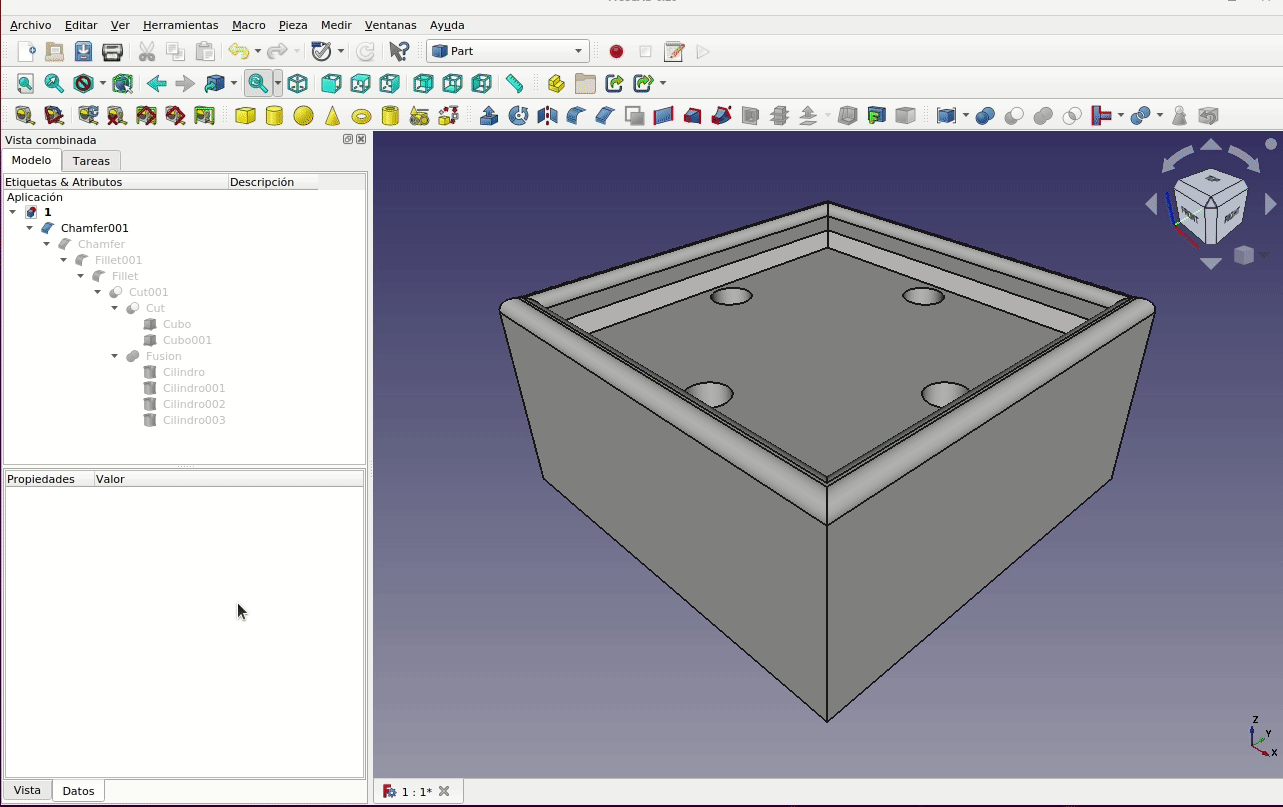 Archivo Editar Ver Herramientas Macro Pieza Medir Ventanas Ayuda
Part
Vista combinada
Modelo Tareas
Etiquetas & Atributos Descripción
Aplicación
1
Chamfer001
Chamfer
Fillet001
Fillet
Cut001
Cut
Cubo
Cubo001
Fusion
Cilindro
Cilindro001
Cilindro002
Cilindro003
Propiedades Valor
Vista Datos
1 : 1*
Z
Y
X